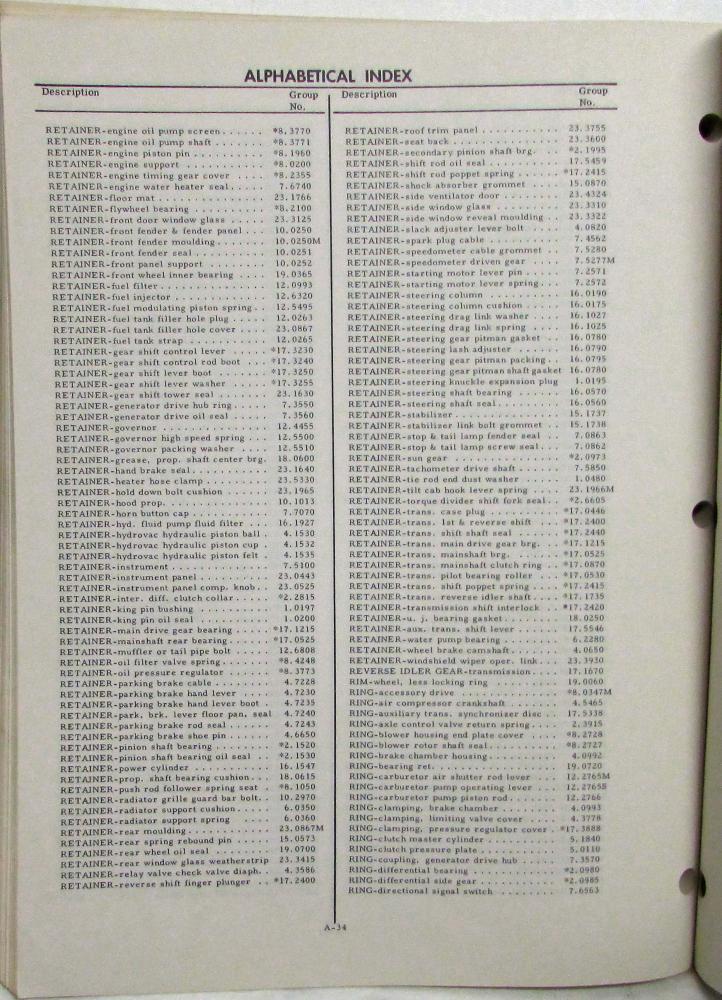 ALPHABETICAL INDEX
Description Group No.
RETAINER-engine oil pump screen...... *8.3770
RETAINER-engine oil pump shaft...... *8.3771
RETAINER-engine piston pin......... *8.1960
RETAINER-engine support.......... *8.0200
RETAINER-engine timing gear cover.... *8.2355
RETAINER-engine water heater seal..... 7.6740
RETAINER-floor mat............. 23.1766
RETAINER-flywheel bearing......... *8.2100
RETAINER-front door window glass..... 23.3125
RETAINER-front fender & fender panel... 10.0250
RETAINER-front fender moulding...... 10.0250M
RETAINER-front fender seal......... 10.0251
RETAINER-front panel support....... 10.0252
RETAINER-front wheel inner bearing.... 19.0365
RETAINER-fuel filter............. 12.0993
RETAINER-fuel injector........... 12.6320
RETAINER-fuel modulating piston spring.. 12.5495
RETAINER-fuel tank filler hole plug..... 12.0263
RETAINER-fuel tank filler hole cover.... 23.0867
RETAINER-fuel tank strap.......... 12.0265
RETAINER-gear shift control lever.... *17.3230
RETAINER-gear shift control rod boot... *17.3240
RETAINER-gear shift lever boot...... *17.3250
RETAINER-gear shift lever washer.... *17.3255
RETAINER-gear shift tower seal...... 23.1630
RETAINER-generator drive hub ring..... 7.3550
RETAINER-generator drive oil seal..... 7.3560
RETAINER-governor............. 12.4455
RETAINER-governor high speed spring... 12.5500
RETAINER-governor packing washer.... 12.5510
RETAINER-grease, prop. shaft center brg. 18.0600
RETAINER-hand brake seal.......... 23.1640
RETAINER-heater hose clamp........ 23.5330
RETAINER-hold down bolt cushion..... 23.1965
RETAINER-hood prop............. 10.1013
RETAINER-horn button cap......... 7.7070
RETAINER-hyd. fluid pump fluid filter... 16.1927
RETAINER-hydrovac hydraulic piston ball. 4.1530
RETAINER-hydrovac hydraulic piston cup. 4.1532
RETAINER-hydrovac hydraulic piston felt. 4.1535
RETAINER-instrument............ 7.5100
RETAINER-instrument panel......... 23.0443
RETAINER-instrument panel comp. knob.. 23.0525
RETAINER-inter. diff. clutch collar..... *2.2815
RETAINER-king pin bushing......... 1.0197
RETAINER-king pin oil seal......... 1.0200
RETAINER-main drive gear bearing.... *17.1215
RETAINER-mainshaft rear bearing..... *17.0525
RETAINER-muffler or tail pipe bolt..... 12.6808
RETAINER-oil filter valve spring...... *8.4248
RETAINER-oil pressure regulator..... *8.3773
RETAINER-parking brake cable....... 4.7228
RETAINER-parking brake hand lever.... 4.7230
RETAINER-parking brake hand lever boot. 4.7235
RETAINER-park. brk. lever floor pan. seal 4.7240
RETAINER-parking brake rod seal...... 4.7243
RETAINER-parking brake shoe pin...... 4.6650
RETAINER-pinion shaft bearing....... *2.1520
RETAINER-pinion shaft bearing oil seal.. *2.1530
RETAINER-power cylinder.......... 16.1547
RETAINER-prop. shaft bearing cushion... 18.0615
RETAINER-push rod follower spring seat. *8.1050
RETAINER-radiator grille guard bar bolt.. 10.2970
RETAINER-radiator support cushion..... 6.0350
RETAINER-radiator support spring.... 6.0360
RETAINER-rear moulding........... 23.0867M
RETAINER-rear spring rebound pin..... 15.0573
RETAINER-rear wheel oil seal........ 19.0700
RETAINER-rear window glass weatherstrip 23.3415
RETAINER-relay valve check valve diaph.. 4.3586
RETAINER-reverse shift finger plunger.. *17.2400
Description Group No.
RETAINER-roof trim panel.......... 23.3755
RETAINER-seat back............. 23.3600
RETAINER-secondary pinion shaft brg... *2.1995
RETAINER-shift rod oil seal......... 17.5459
RETAINER-shift rod poppet spring..... *17.2415
RETAINER-shock absorber grommet.... 15.0870
RETAINER-side ventilator door....... 23.4324
RETAINER-side window glass........ 23.3310
RETAINER-side window reveal moulding.. 23.3322
RETAINER-slack adjuster lever bolt.... 4.0820
RETAINER-spark plug cable......... 7.4562
RETAINER-speedometer cable grommet.. 7.5280
RETAINER-speedometer driven gear... 7.5277M
RETAINER-starting motor lever pin..... 7.2571
RETAINER-starting motor lever spring... 7.2572
RETAINER-steering column......... 16.0190
RETAINER-steering column cushion.... 16.0175
RETAINER-steering drag link washer... 16.1027
RETAINER-steering drag link spring... 16.1025
RETAINER-steering gear pitman gasket.. 16.0780
RETAINER-steering lash adjuster..... 16.0790
RETAINER-steering gear pitman packing.. 16.0795
RETAINER-steering gear pitman shaft gasket 16.0780
RETAINER-steering knuckle expansion plug 1.0195
RETAINER-steering shaft bearing..... 16.0570
RETAINER-steering shaft seal........ 16.0560
RETAINER-stabilizer............. 15.1737
RETAINER-stabilizer link bolt grommet.. 15.1738
RETAINER-stop & tail lamp fender seal.. 7.0863
RETAINER-stop & tail lamp screw seal... 7.0862
RETAINER-sun gear............. *2.0973
RETAINER-tachometer drive shaft..... 7.5850
RETAINER-tie rod end dust washer.... 1.0480
RETAINER-tilt cab hook lever spring.... 23.1966M
RETAINER-torque divider shift fork seal.. *2.6605
RETAINER-trans. case plug........ *17.0446
RETAINER-trans. 1st & reverse shift... *17.2400
RETAINER-trans. shift shaft seal..... *17.2440
RETAINER-trans. main drive gear brg. *17.1215
RETAINER-trans. mainshaft brg...... *17.0525
RETAINER-trans. mainshaft clutch ring.. *17.0870
RETAINER-trans. pilot bearing roller... *17.0530
RETAINER-trans. shift poppet spring... *17.2415
RETAINER-trans. reverse idler shaft... *17.1735
RETAINER-transmission shift interlock.. *17.2420
RETAINER-u. j. bearing gasket....... 18.0250
RETAINER-aux. trans. shift lever..... 17.5546
RETAINER-water pump bearing...... 6.2280
RETAINER-wheel brake camshaft...... 4.0650
RETAINER-windshield wiper oper. link... 23.3930
REVERSE IDLER GEAR-transmission.... 17.1670
RIM-wheel, less locking ring........ 19.0060
RING-accessory drive........... *8.0347M
RING-air compressor crankshaft...... 4.5465
RING-auxiliary trans. synchronizer disc.. 17.5338
RING-axle control valve return spring.... 2.3915
RING-blower housing end plate cover... *8.2728
RING-blower rotor shaft seal........ *8.2727
RING-brake chamber housing........ 4.0992
RING-bearing ret.............. 19.0720
RING-carburetor air shutter rod lever... 12.2765M
RING-carburetor pump operating lever.. 12.2765S
RING-carburetor pump piston rod..... 12.2766
RING-clamping, brake chamber...... 4.0993
RING-clamping, limiting valve cover... 4.3778
RING-clamping, pressure regulator cover. *17.3888
RING-clutch master cylinder........ 5.1840
RING-clutch pressure plate......... 5.0110
RING-coupling, generator drive hub.... 7.3570
RING-differential bearing......... *2.0980
RING-differential side gear......... *2.0985
RING-directional signal switch....... 7.6563
A-34